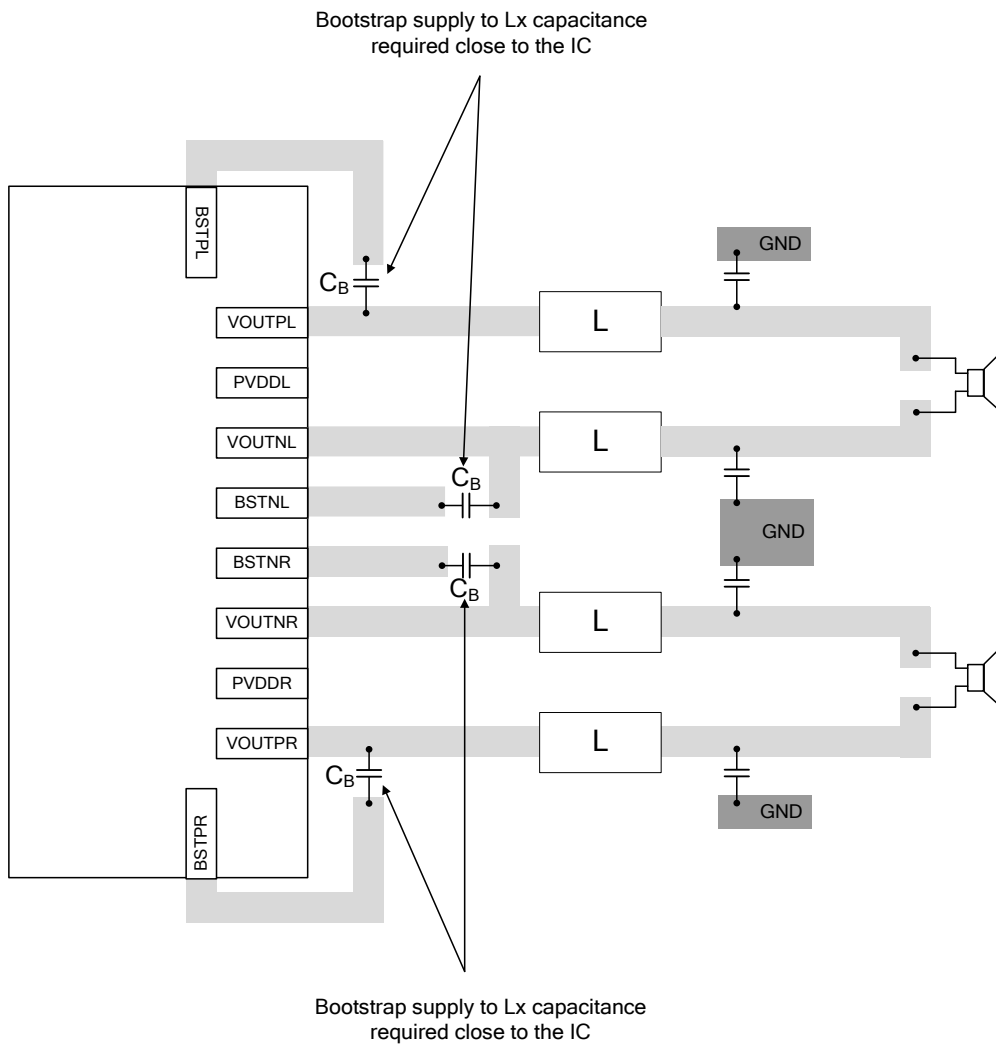 Bootstrap supply to Lx capacitance
required close to the IC
BSTPL
GND
CB
VOUTPL
L
PVDDL
VOUTNL
L
CB
BSTNL
GND
BSTNR
CB
VOUTNR
L
PVDDR
VOUTPR
L
CB
GND
BSTPR
Bootstrap supply to Lx capacitance
required close to the IC